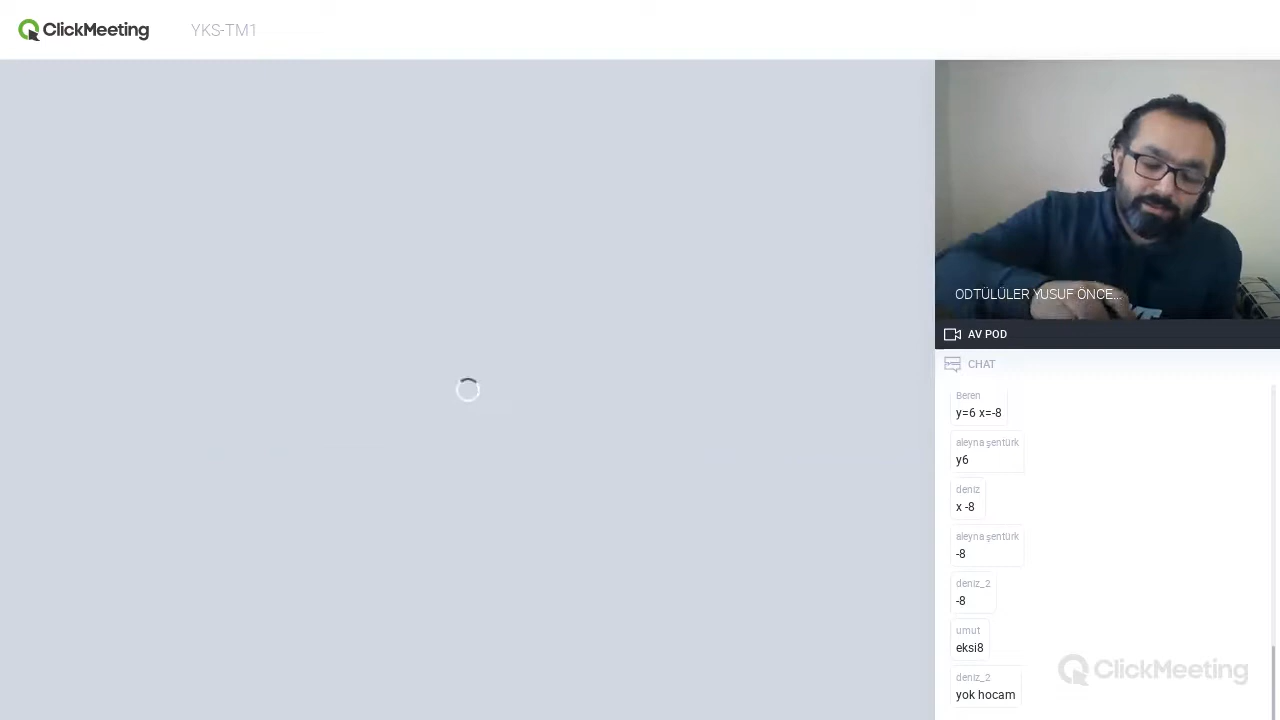 ClickMeeting YKS-TM1
ODTÜLÜLER YUSUF ÖNCE...
AV POD
CHAT
Beren
y=6 x=-8
aleyna şentürk
y6
deniz
x -8
aleyna şentürk
-8
deniz_2
-8
umut
eksi8
deniz_2
yok hocam
ClickMeeting